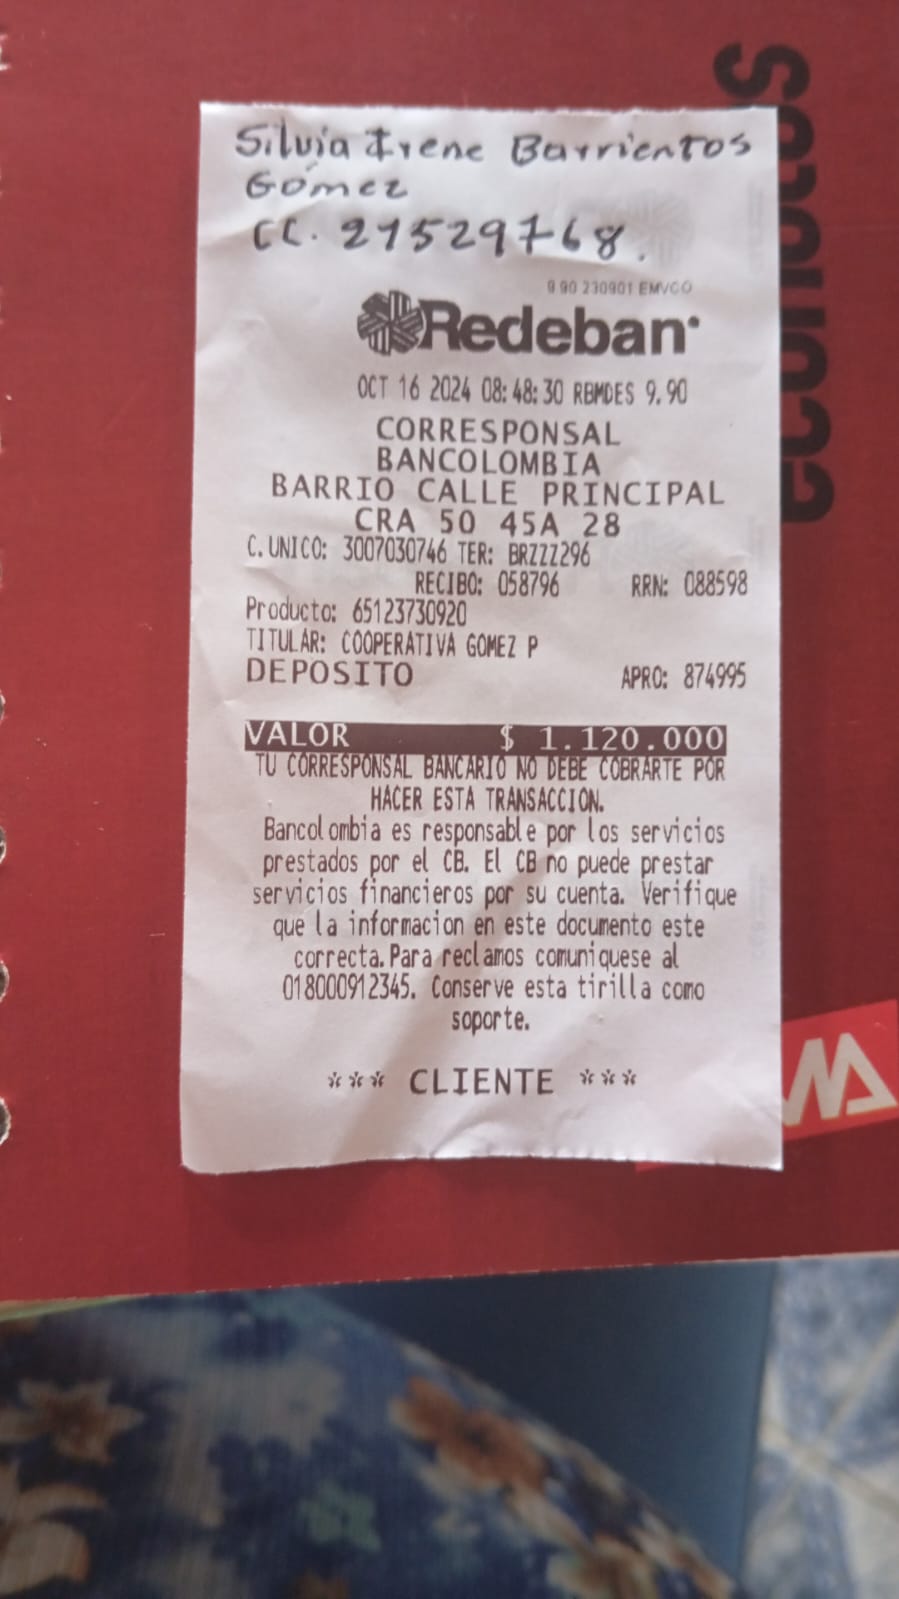 Silvia Irene Barrientos
Gómez
CC. 21529768.
9.90 230901 EMVCO
Redeban
OCT 16 2024 08:48:30 RBMDES 9.90
CORRESPONSAL
BANCOLOMBIA
BARRIO CALLE PRINCIPAL
CRA 50 45A 28
C. UNICO: 3007030746 TER: BRZZZ296
RECIBO: 058796 RRN: 088598
Producto: 65123730920
TITULAR: COOPERATIVA GOMEZ P
DEPOSITO APRO: 874995
VALOR $ 1.120.000
TU CORRESPONSAL BANCARIO NO DEBE COBRARTE POR
HACER ESTA TRANSACCION.
Bancolombia es responsable por los servicios
prestados por el CB. El CB no puede prestar
servicios financieros por su cuenta. Verifique
que la informacion en este documento este
correcta. Para reclamos comuniquese al
018000912345. Conserve esta tirilla como
soporte.
*** CLIENTE ***